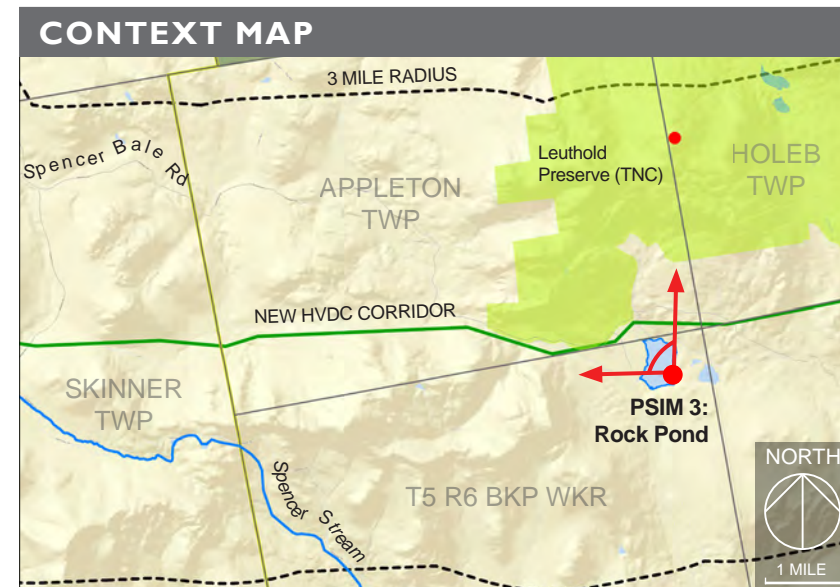 CONTEXT MAP
3 MILE RADIUS
Spencer Bale Rd
Leuthold
Preserve (TNC)
HOLEB
TWP
APPLETON
TWP
NEW HVDC CORRIDOR
SKINNER
TWP
PSIM 3:
Rock Pond
Spencer Stream
T5 R6 BKP WKR
NORTH
1 MILE